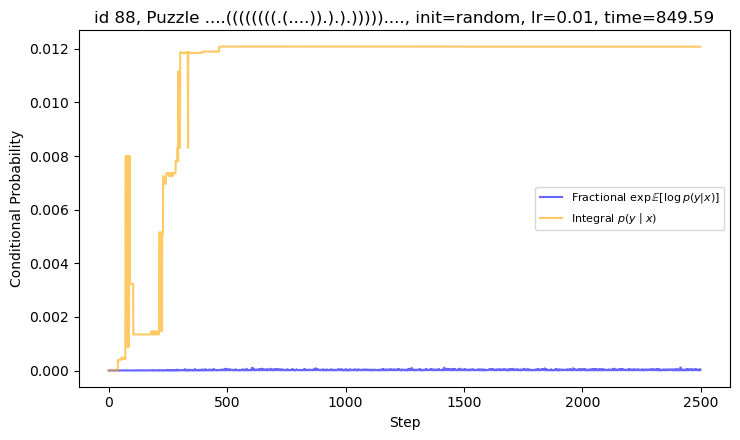 id 88, Puzzle ....((((((((.(....)).).).)))))...., init=random, lr=0.01, time=849.59
Conditional Probability
0.012
0.010
0.008
0.006
0.004
0.002
0.000
Fractional exp𝔼[log p(y|x)]
Integral p(y | x)
0
500
1000
1500
2000
2500
Step